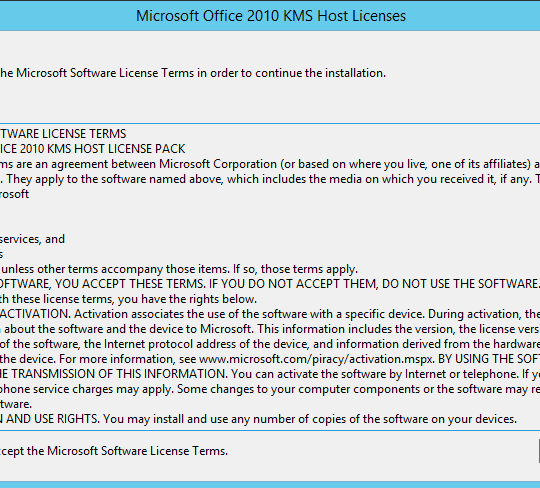 Microsoft Office 2010 KMS Host Licenses
he Microsoft Software License Terms in order to continue the installation.
TWARE LICENSE TERMS
ICE 2010 KMS HOST LICENSE PACK
ms are an agreement between Microsoft Corporation (or based on where you live, one of its affiliates) a
. They apply to the software named above, which includes the media on which you received it, if any. T
rosoft
services, and
s
unless other terms accompany those items. If so, those terms apply.
OFTWARE, YOU ACCEPT THESE TERMS. IF YOU DO NOT ACCEPT THEM, DO NOT USE THE SOFTWARE.
th these license terms, you have the rights below.
ACTIVATION. Activation associates the use of the software with a specific device. During activation, the
about the software and the device to Microsoft. This information includes the version, the license vers
of the software, the Internet protocol address of the device, and information derived from the hardware
the device. For more information, see www.microsoft.com/piracy/activation.mspx. BY USING THE SOF
HE TRANSMISSION OF THIS INFORMATION. You can activate the software by Internet or telephone. If yo
phone service charges may apply. Some changes to your computer components or the software may re
tware.
N AND USE RIGHTS. You may install and use any number of copies of the software on your devices.
ccept the Microsoft Software License Terms.